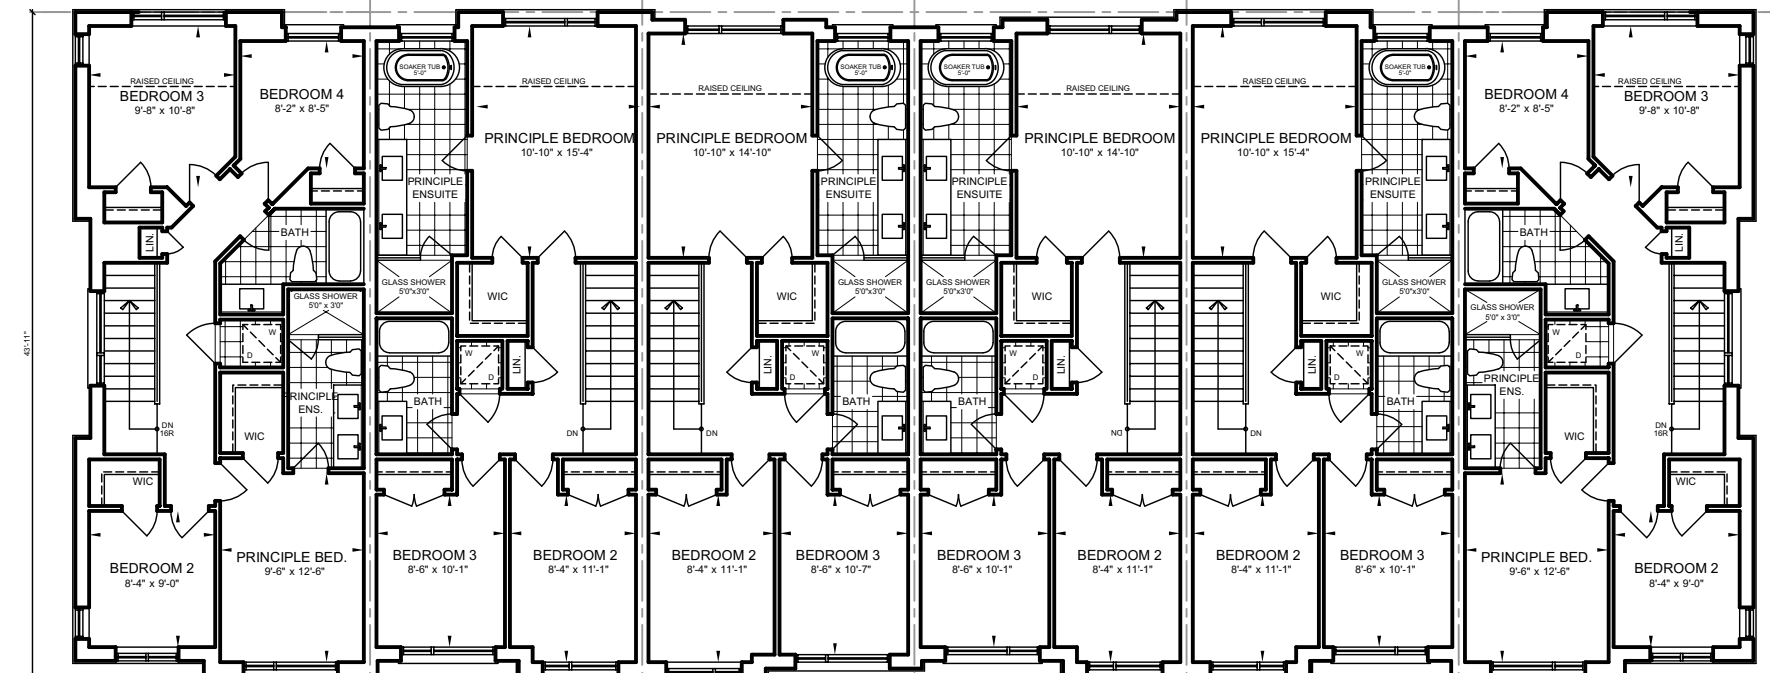 43'-11"
RAISED CEILING
BEDROOM 3
9'-8" x 10'-8"
BEDROOM 4
8'-2" x 8'-5"
LIN.
BATH
GLASS SHOWER
5'0" x 3'0"
W
D
PRINCIPLE
ENS.
WIC
DN
16R
WIC
BEDROOM 2
8'-4" x 9'-0"
PRINCIPLE BED.
9'-6" x 12'-6"
SOAKER TUB
5'-0"
RAISED CEILING
PRINCIPLE BEDROOM
10'-10" x 15'-4"
PRINCIPLE
ENSUITE
GLASS SHOWER
5'0"x3'0"
WIC
W
D
LIN.
BATH
DN
BEDROOM 3
8'-6" x 10'-1"
BEDROOM 2
8'-4" x 11'-1"
RAISED CEILING
PRINCIPLE BEDROOM
10'-10" x 14'-10"
SOAKER TUB
5'-0"
PRINCIPLE
ENSUITE
WIC
GLASS SHOWER
5'0"x3'0"
LIN.
W
D
BATH
DN
BEDROOM 2
8'-4" x 11'-1"
BEDROOM 3
8'-6" x 10'-7"
SOAKER TUB
5'-0"
RAISED CEILING
PRINCIPLE BEDROOM
10'-10" x 14'-10"
PRINCIPLE
ENSUITE
GLASS SHOWER
5'0"x3'0"
WIC
W
D
LIN.
BATH
DN
BEDROOM 3
8'-6" x 10'-1"
BEDROOM 2
8'-4" x 11'-1"
RAISED CEILING
PRINCIPLE BEDROOM
10'-10" x 15'-4"
SOAKER TUB
5'-0"
PRINCIPLE
ENSUITE
WIC
GLASS SHOWER
5'0"x3'0"
LIN.
W
D
BATH
DN
BEDROOM 2
8'-4" x 11'-1"
BEDROOM 3
8'-6" x 10'-1"
BEDROOM 4
8'-2" x 8'-5"
RAISED CEILING
BEDROOM 3
9'-8" x 10'-8"
BATH
LIN.
GLASS SHOWER
5'0" x 3'0"
W
D
PRINCIPLE
ENS.
WIC
DN
16R
WIC
PRINCIPLE BED.
9'-6" x 12'-6"
BEDROOM 2
8'-4" x 9'-0"